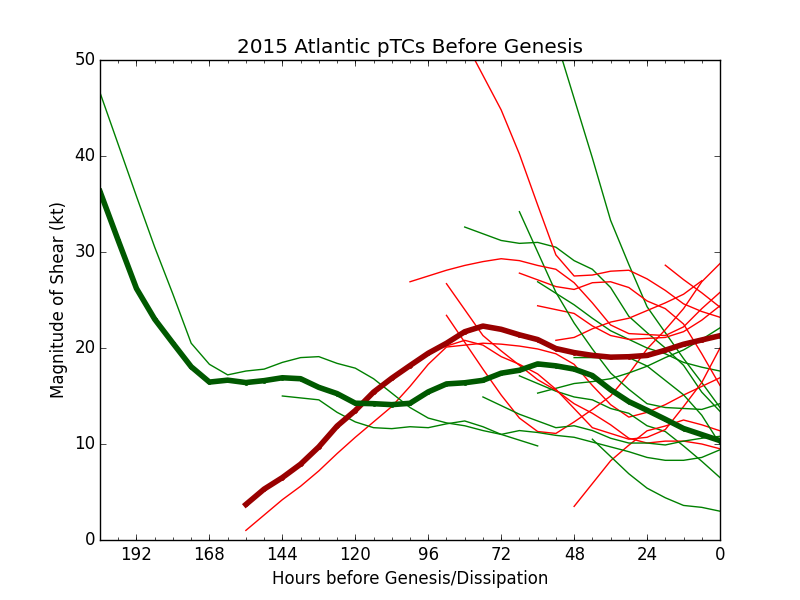 2015 Atlantic pTCs Before Genesis
50
40
30
20
10
0
Magnitude of Shear (kt)
192 168 144 120 96 72 48 24 0
Hours before Genesis/Dissipation